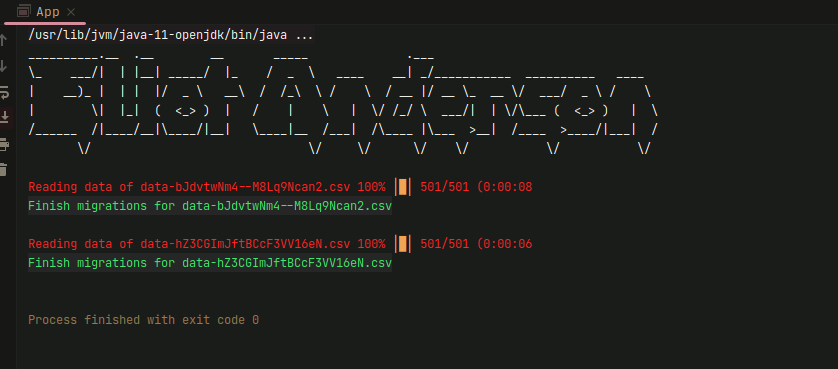 App
/usr/lib/jvm/java-11-openjdk/bin/java ...
Elliot Anderson
Reading data of data-bJdvtwNm4--M8Lq9Ncan2.csv 100% │█│ 501/501 (0:00:08
Finish migrations for data-bJdvtwNm4--M8Lq9Ncan2.csv
Reading data of data-hZ3CGImJftBCcF3VV16eN.csv 100% │█│ 501/501 (0:00:06
Finish migrations for data-hZ3CGImJftBCcF3VV16eN.csv
Process finished with exit code 0